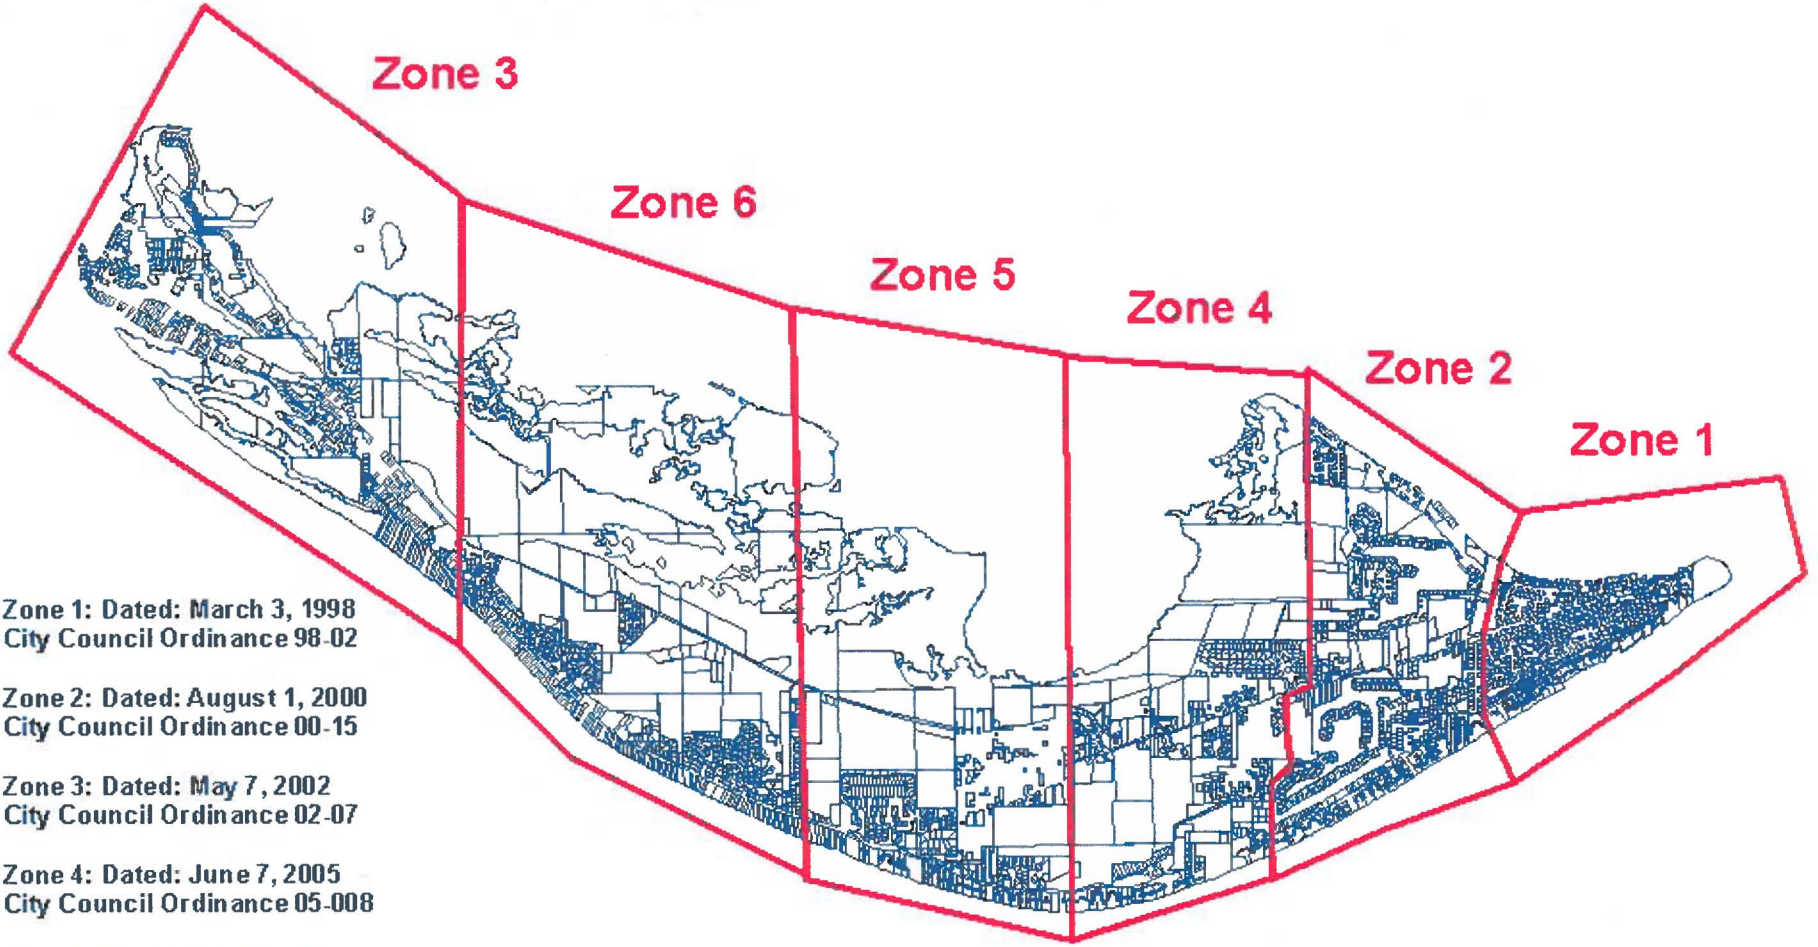 Zone 3
Zone 6
Zone 5
Zone 4
Zone 2
Zone 1
Zone 1: Dated: March 3, 1998
City Council Ordinance 98-02
Zone 2: Dated: August 1, 2000
City Council Ordinance 00-15
Zone 3: Dated: May 7, 2002
City Council Ordinance 02-07
Zone 4: Dated: June 7, 2005
City Council Ordinance 05-008